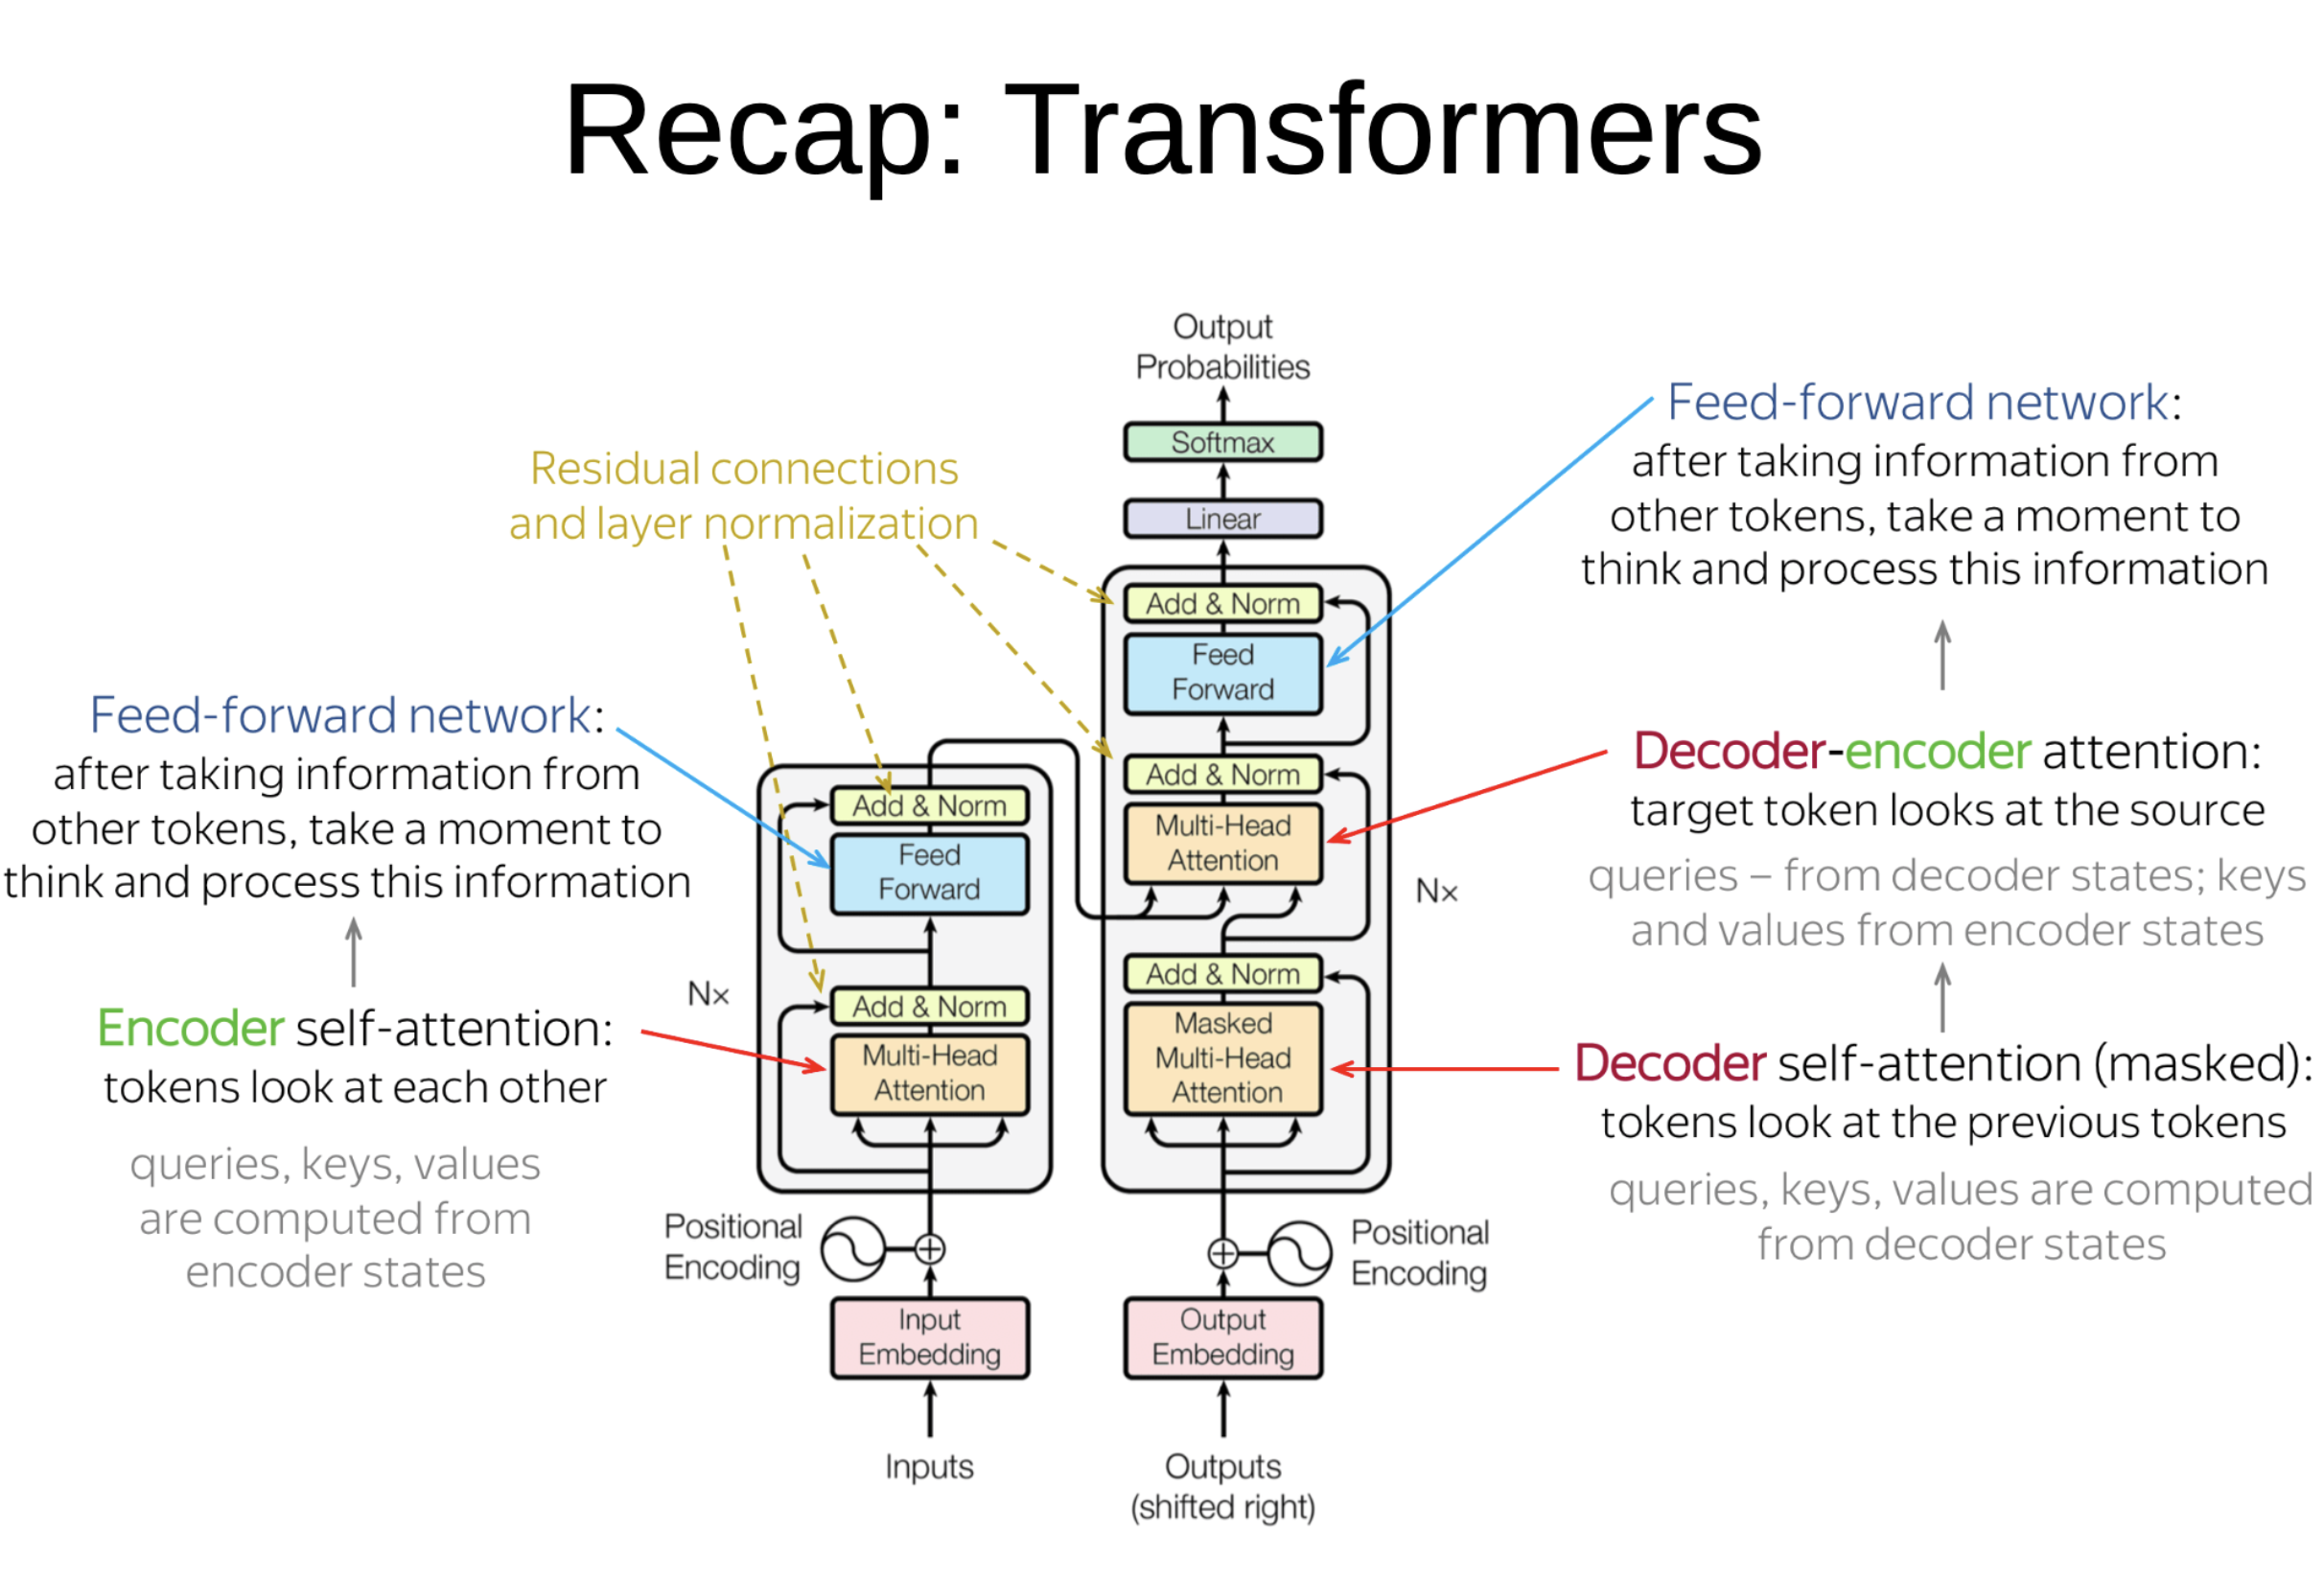 Recap: Transformers
Residual connections
and layer normalization
Feed-forward network:
after taking information from
other tokens, take a moment to
think and process this information
Encoder self-attention:
tokens look at each other
queries, keys, values
are computed from
encoder states
Nx
Add & Norm
Feed
Forward
Add & Norm
Multi-Head
Attention
Positional
Encoding
Input
Embedding
Inputs
Output
Probabilities
Softmax
Linear
Add & Norm
Feed
Forward
Add & Norm
Multi-Head
Attention
Nx
Add & Norm
Masked
Multi-Head
Attention
Positional
Encoding
Output
Embedding
Outputs
(shifted right)
Feed-forward network:
after taking information from
other tokens, take a moment to
think and process this information
Decoder-encoder attention:
target token looks at the source
queries – from decoder states; keys
and values from encoder states
Decoder self-attention (masked):
tokens look at the previous tokens
queries, keys, values are computed
from decoder states